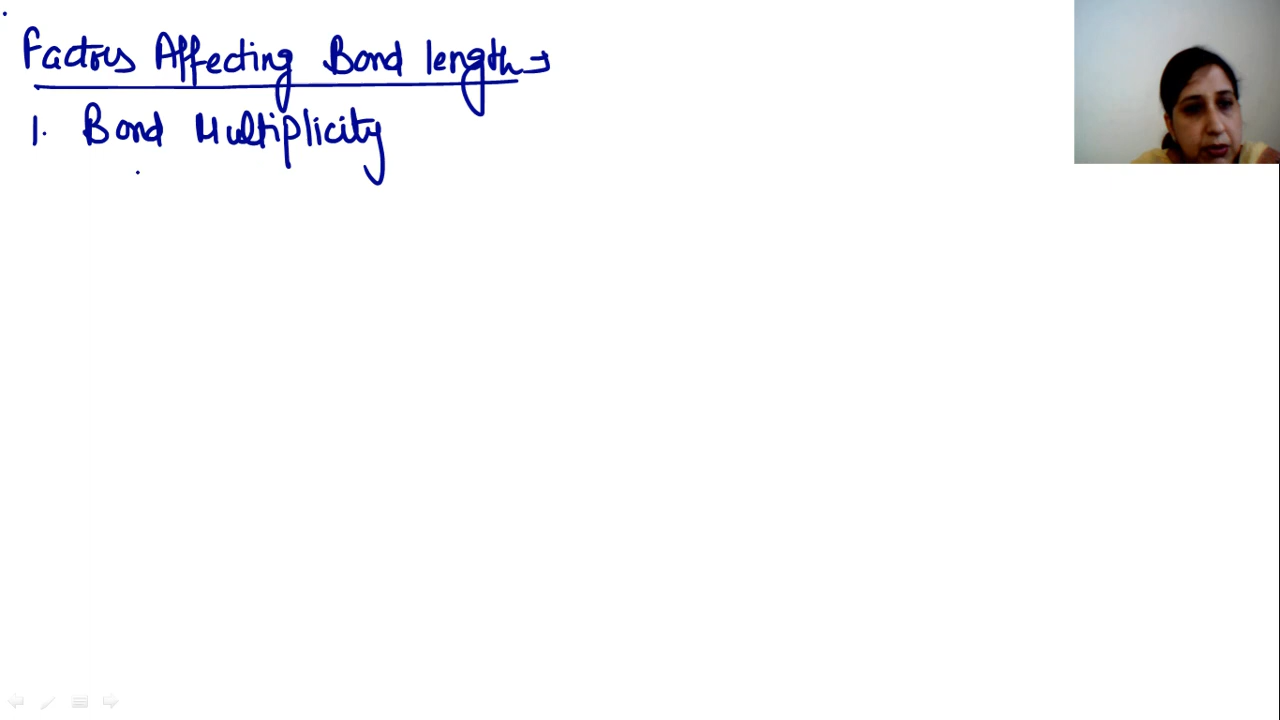 Factors Affecting Bond length →
1. Bond Multiplicity